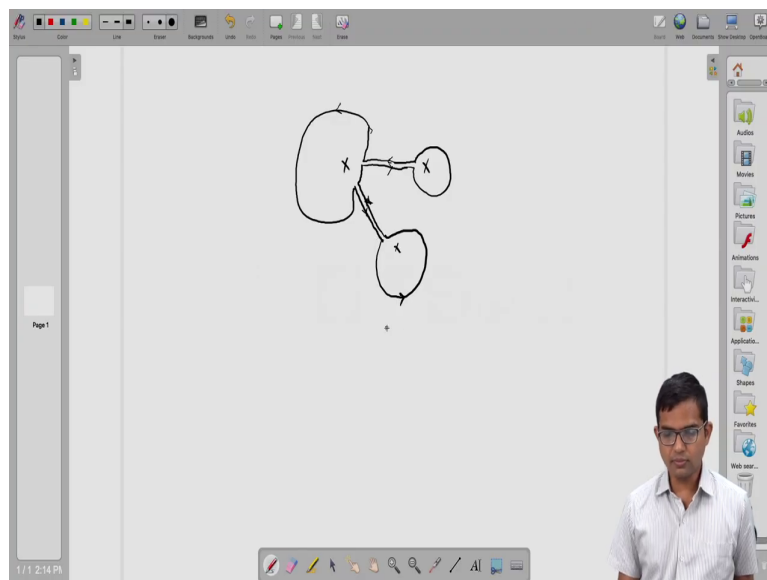 Stylus Color Line Eraser Backgrounds Undo Redo Pages Previous Next Erase Board Web Documents Show Desktop
Page 1
Audios
Movies
Pictures
Animations
Interactivi...
Applicatio...
Shapes
Favorites
Web sear...
X X
X
1 / 1 2:14 PM